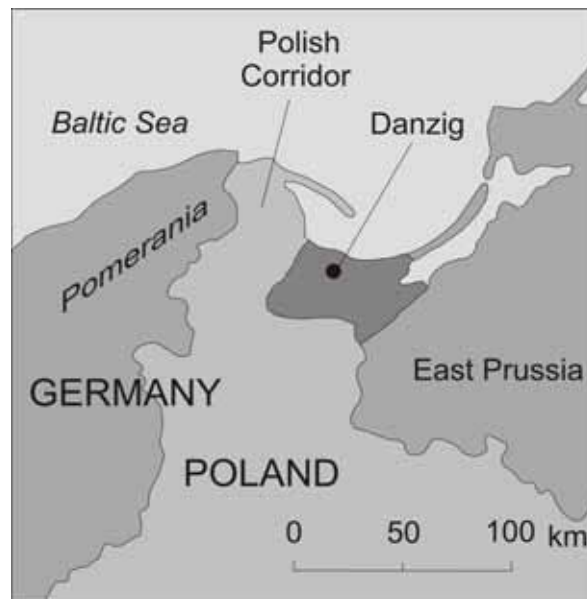 Polish
Corridor
Baltic Sea
Danzig
Pomerania
East Prussia
GERMANY
POLAND
0 50 100 km